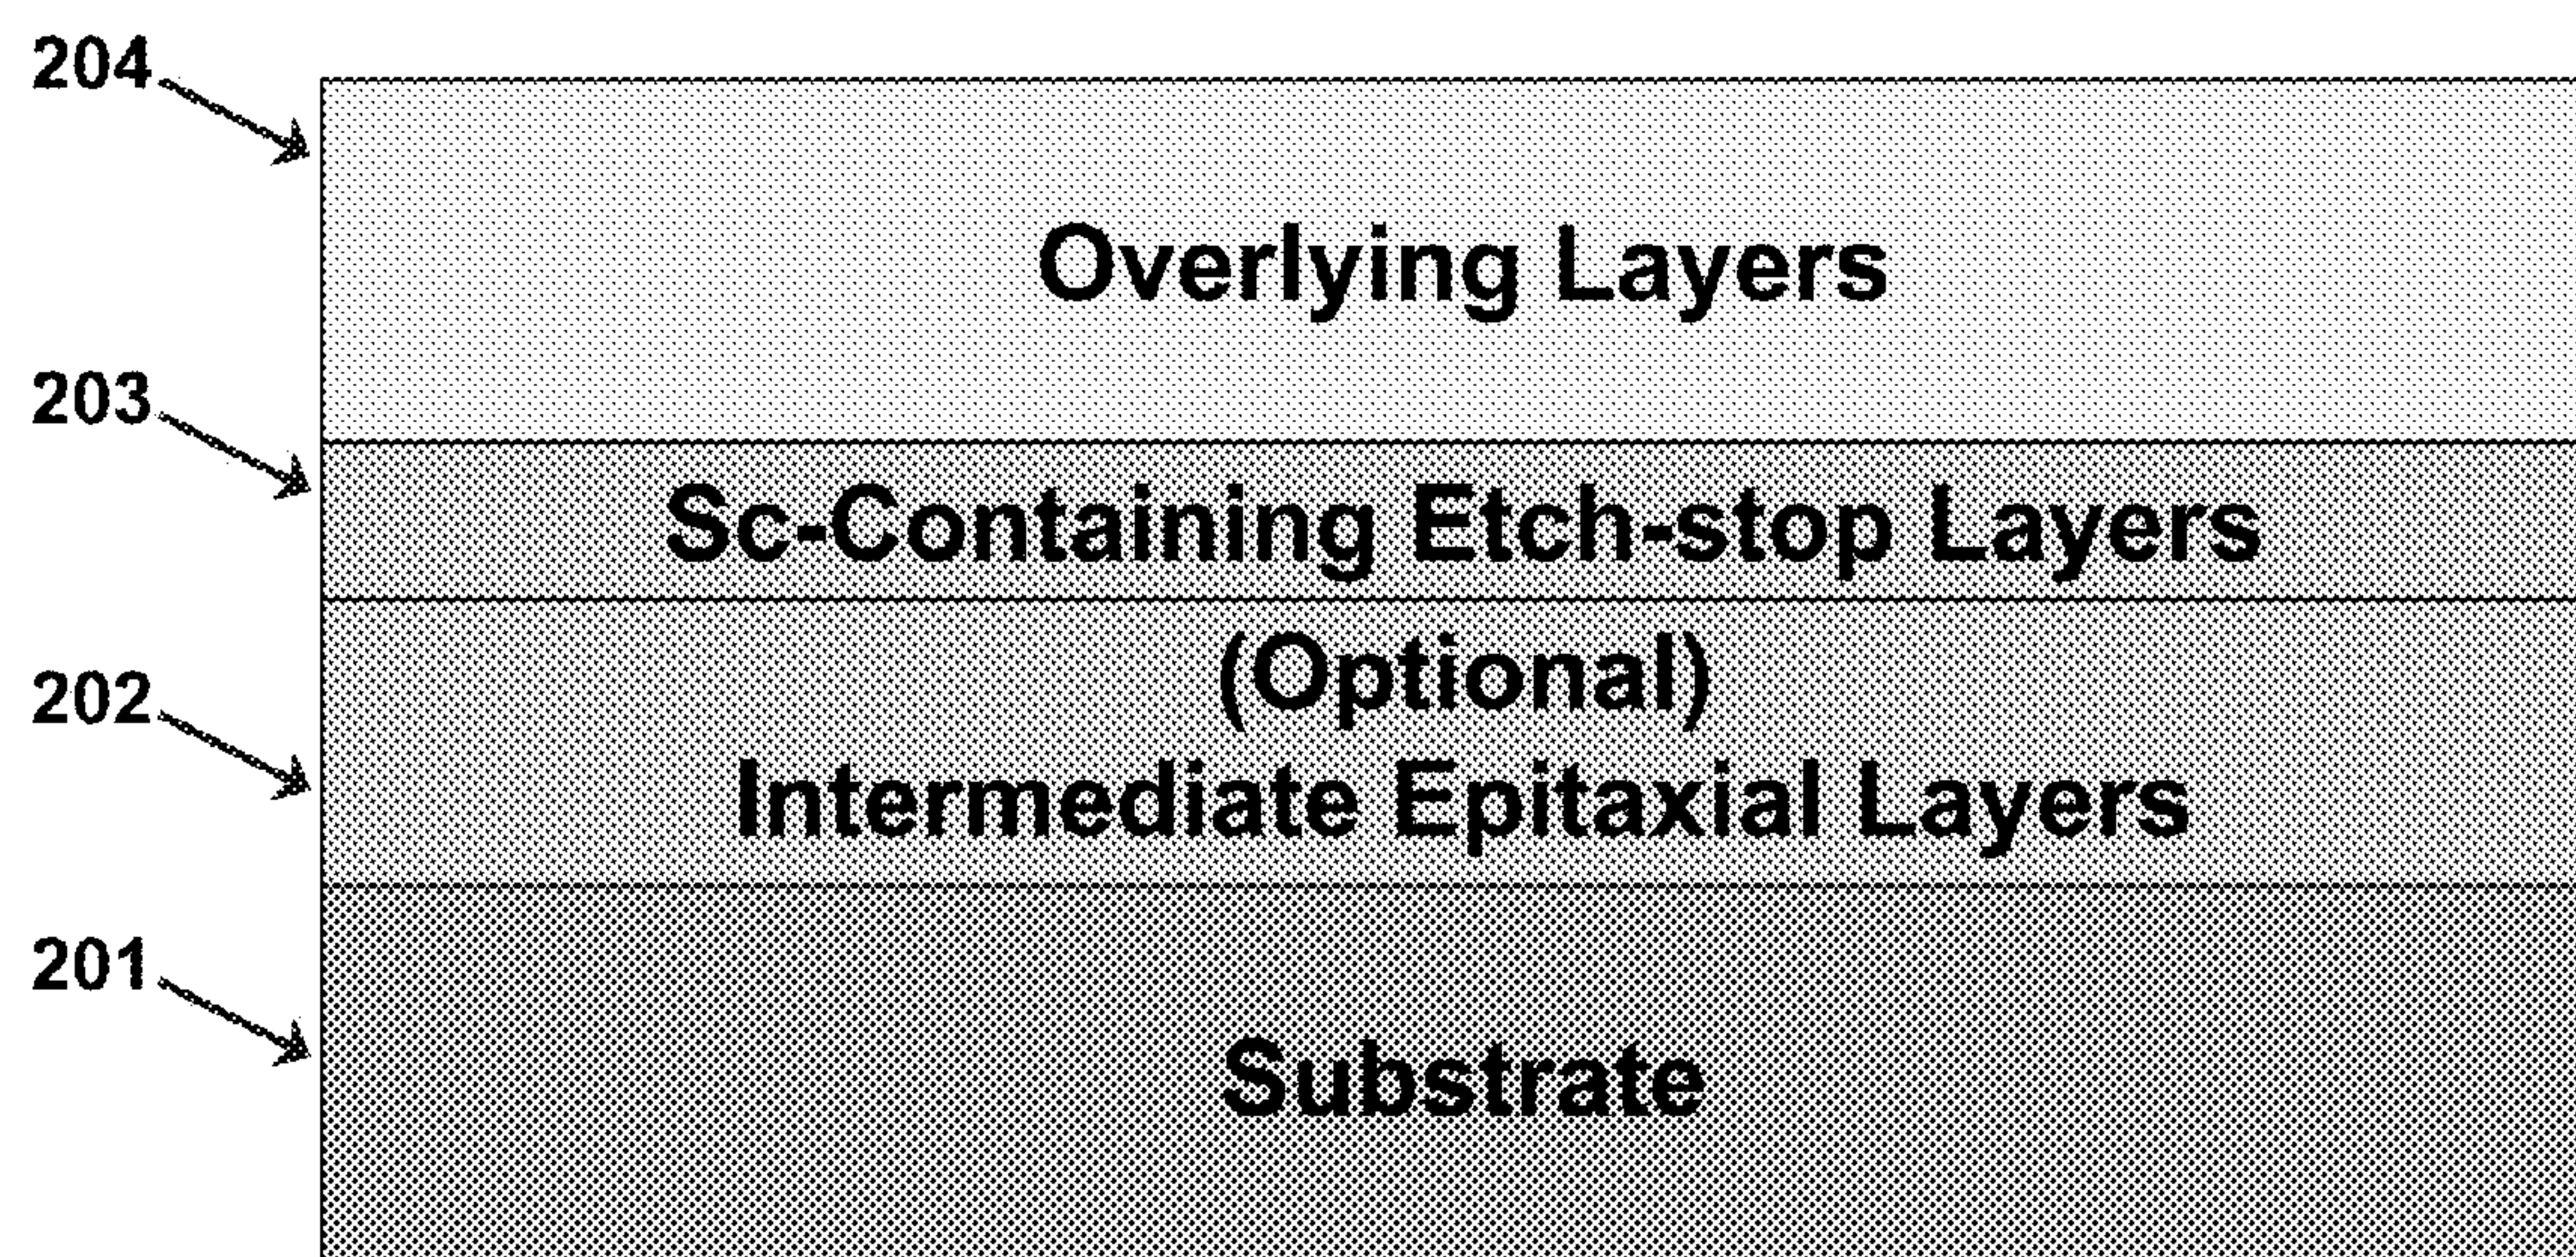 204
Overlying Layers
203
Sc-Containing Etch-stop Layers
(Optional)
202
Intermediate Epitaxial Layers
201
Substrate